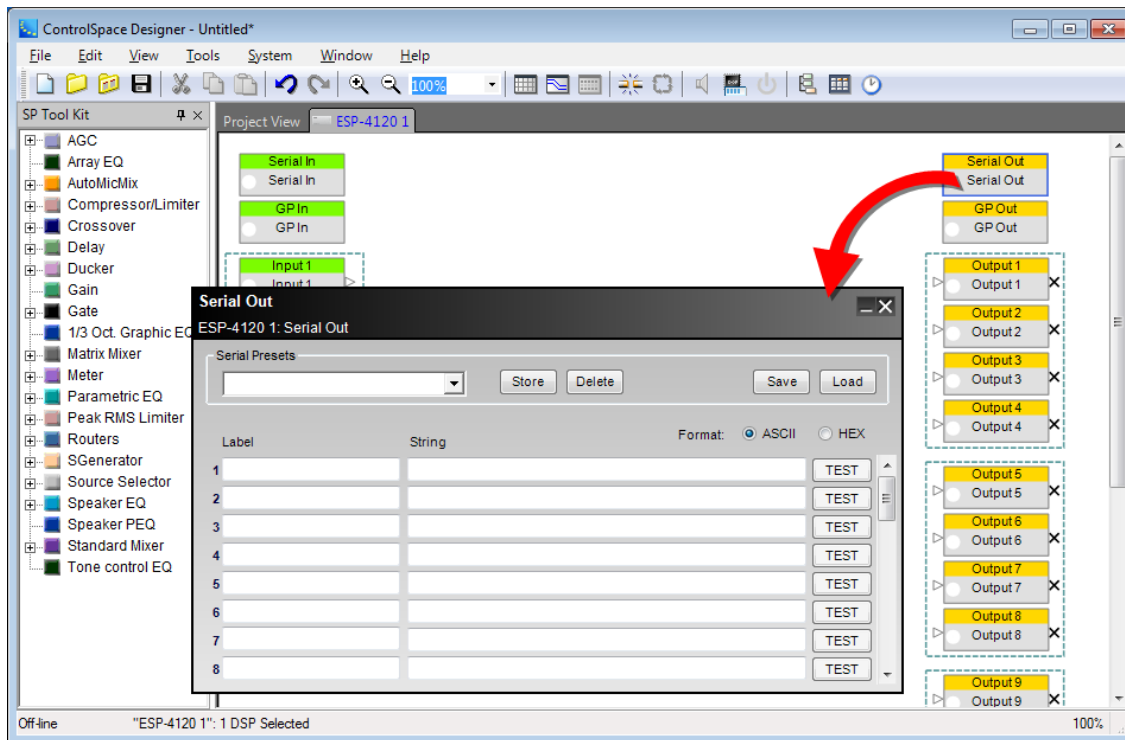 ControlSpace Designer - Untitled*
File Edit View Tools System Window Help
100%
SP Tool Kit
Project View ESP-4120 1
AGC
Array EQ
AutoMicMix
Compressor/Limiter
Crossover
Delay
Ducker
Gain
Gate
1/3 Oct. Graphic EQ
Matrix Mixer
Meter
Parametric EQ
Peak RMS Limiter
Routers
SGenerator
Source Selector
Speaker EQ
Speaker PEQ
Standard Mixer
Tone control EQ
Serial In
Serial In
GP In
GP In
Input 1
Input 1
Serial Out
Serial Out
GP Out
GP Out
Output 1
Output 1
Output 2
Output 2
Output 3
Output 3
Output 4
Output 4
Output 5
Output 5
Output 6
Output 6
Output 7
Output 7
Output 8
Output 8
Output 9
Output 9
Serial Out
ESP-4120 1: Serial Out
Serial Presets
Store Delete Save Load
Label String Format: ASCII HEX
1 TEST
2 TEST
3 TEST
4 TEST
5 TEST
6 TEST
7 TEST
8 TEST
Off-line "ESP-4120 1": 1 DSP Selected 100%